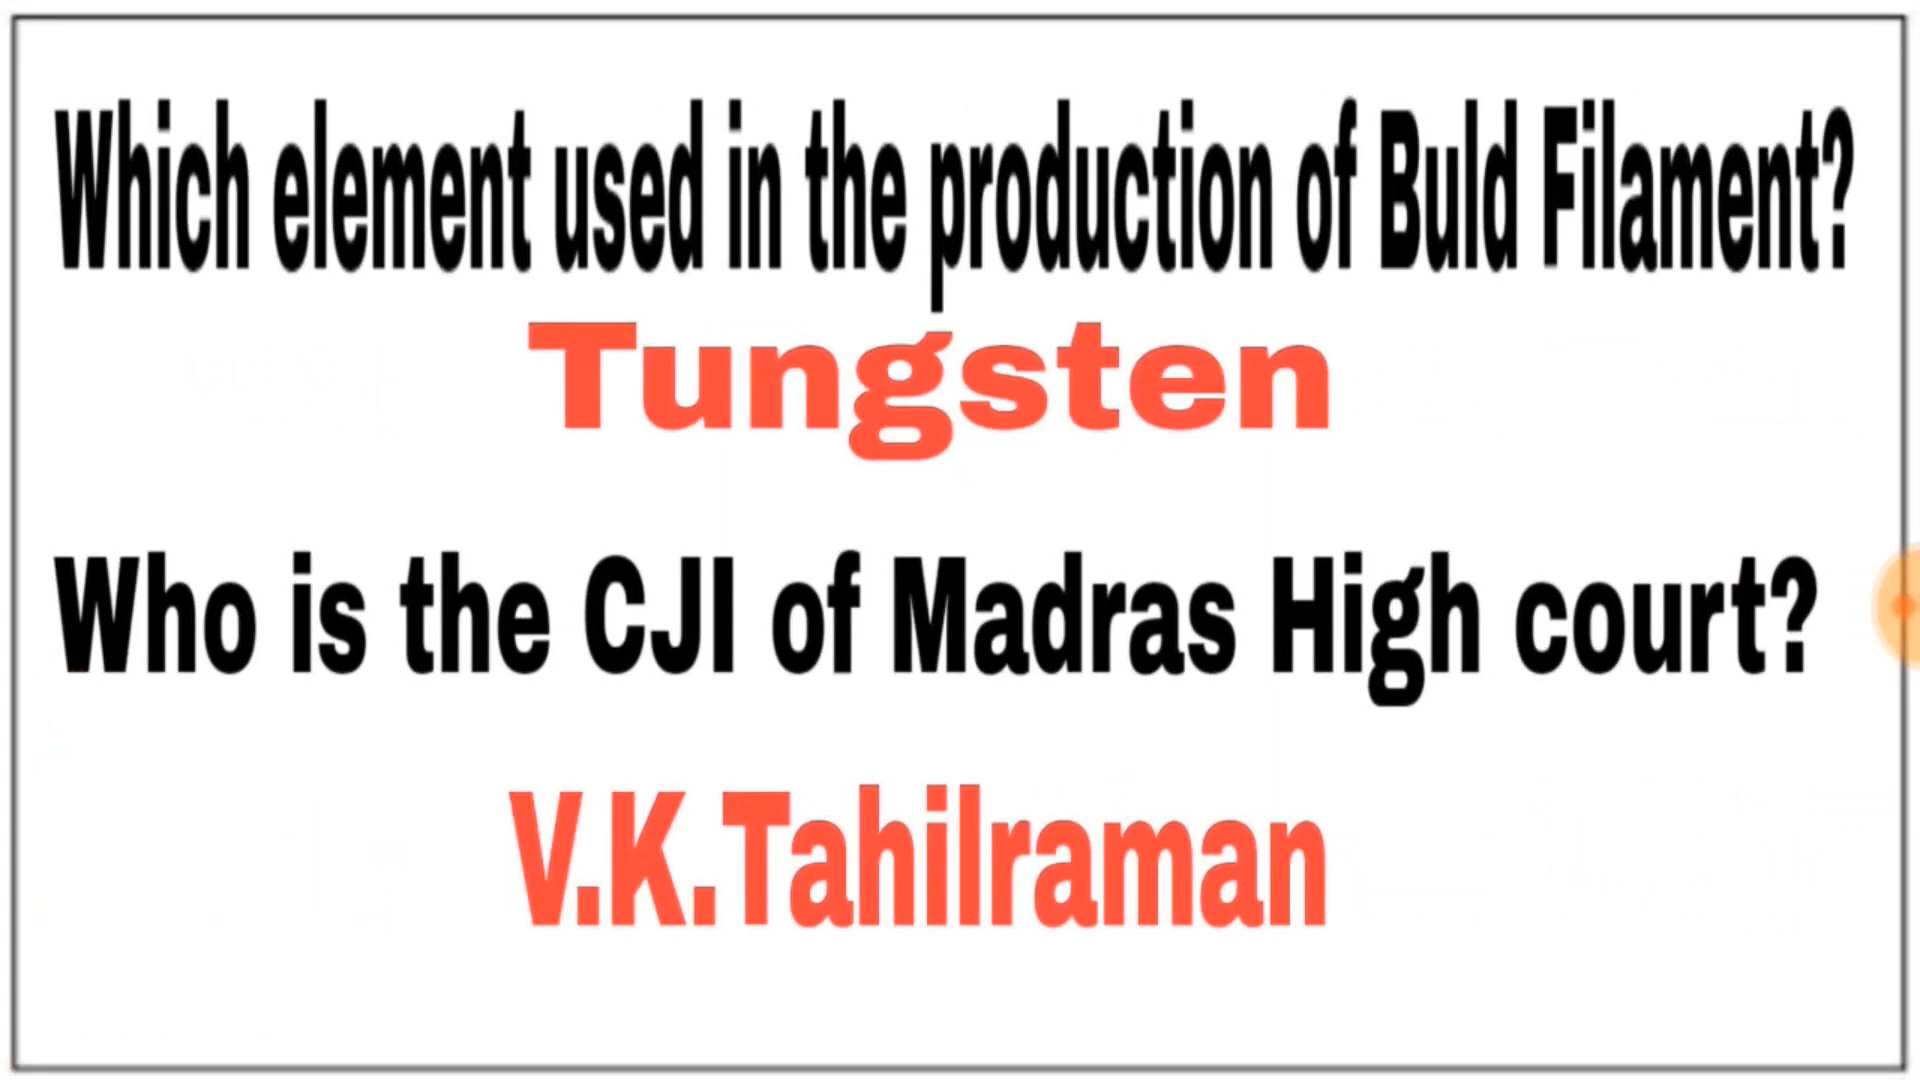 Which element used in the production of Buld Filament?
Tungsten
Who is the CJI of Madras High court?
V.K.Tahilraman